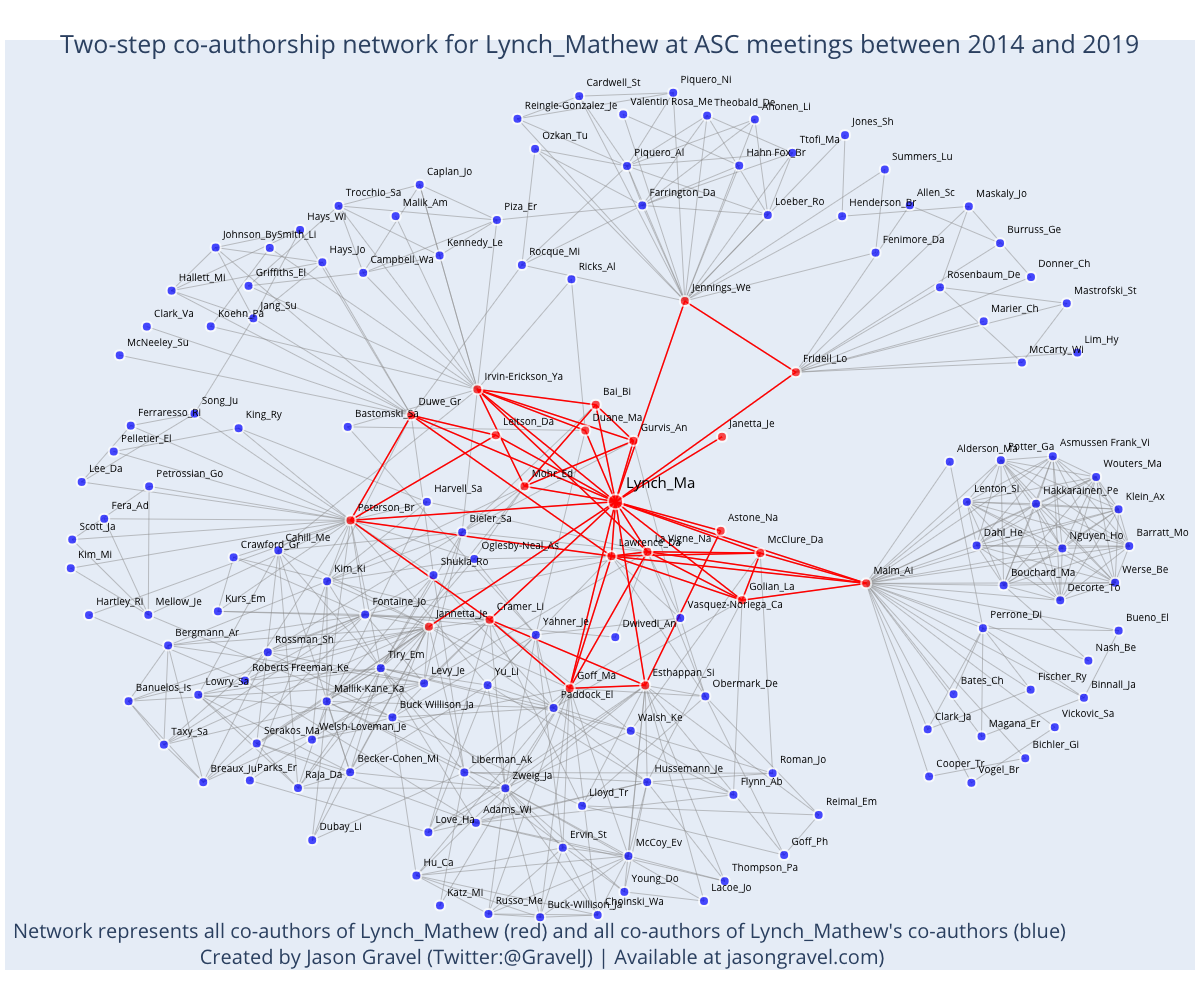 Two-step co-authorship network for Lynch_Mathew at ASC meetings between 2014 and 2019
Cardwell_St
Piquero_Ni
Reingle-Gonzalez_Je
Valentin Rosa_Me
Theobald_De
Ahonen_Li
Jones_Sh
Ozkan_Tu
Ttofi_Ma
Piquero_Al
Hahn Fox_Br
Summers_Lu
Caplan_Jo
Trocchio_Sa
Malik_Am
Piza_Er
Farrington_Da
Loeber_Ro
Henderson_Br
Allen_Sc
Maskaly_Jo
Hays_Wi
Johnson_By
Smith_Li
Hays_Jo
Campbell_Wa
Kennedy_Le
Rocque_Mi
Ricks_Al
Fenimore_Da
Burruss_Ge
Donner_Ch
Hallett_Mi
Griffiths_El
Jennings_We
Rosenbaum_De
Mastrofski_St
Clark_Va
Koehn_Pa
Jang_Su
Marier_Ch
McNeeley_Su
Fridell_Lo
McCarty_Wi
Lim_Hy
Irvin-Erickson_Ya
Bai_Bi
Song_Ju
Duwe_Gr
Ferraresso_Ri
King_Ry
Bastomski_Sa
Leitson_Da
Duane_Ma
Gurvis_An
Janetta_Je
Pelletier_El
Lee_Da
Petrossian_Go
Mohr_Ed
Lynch_Ma
Alderson_Ma
Potter_Ga
Asmussen Frank_Vi
Wouters_Ma
Fera_Ad
Peterson_Br
Harvell_Sa
Lenton_Si
Hakkarainen_Pe
Klein_Ax
Scott_Ja
Bieler_Sa
Astone_Na
Kim_Mi
Crawford_Gr
Cahill_Me
Oglesby-Neal_As
Lawrence_Da
La Vigne_Na
McClure_Da
Dahl_He
Nguyen_Ho
Barratt_Mo
Kim_Ki
Shukla_Ro
Malm_Ai
Bouchard_Ma
Werse_Be
Decorte_To
Hartley_Ri
Mellow_Je
Kurs_Em
Fontaine_Jo
Jannetta_Je
Cramer_Li
Golian_La
Vasquez-Noriega_Ca
Bergmann_Ar
Rossman_Sh
Yahner_Je
Dwivedi_An
Perrone_Di
Bueno_El
Nash_Be
Roberts Freeman_Ke
Tiry_Em
Levy_Je
Yu_Li
Goff_Ma
Esthappan_Si
Banuelos_Is
Lowry_Sa
Mallik-Kane_Ka
Buck Willison_Ja
Paddock_El
Obermark_De
Bates_Ch
Fischer_Ry
Binnall_Ja
Taxy_Sa
Serakos_Ma
Welsh-Loveman_Je
Walsh_Ke
Clark_Ja
Magana_Er
Vickovic_Sa
Bichler_Gi
Breaux_Ju
Parks_Er
Raja_Da
Becker-Cohen_Mi
Liberman_Ak
Zweig_Ja
Hussemann_Je
Flynn_Ab
Roman_Jo
Cooper_Tr
Vogel_Br
Dubay_Li
Love_Ha
Adams_Wi
Lloyd_Tr
Reimal_Em
Ervin_St
McCoy_Ev
Goff_Ph
Hu_Ca
Young_Do
Thompson_Pa
Katz_Mi
Russo_Me
Buck-Willison_Ja
Choinski_Wa
Lacoe_Jo
Network represents all co-authors of Lynch_Mathew (red) and all co-authors of Lynch_Mathew's co-authors (blue)
Created by Jason Gravel (Twitter:@GravelJ) | Available at jasongravel.com)